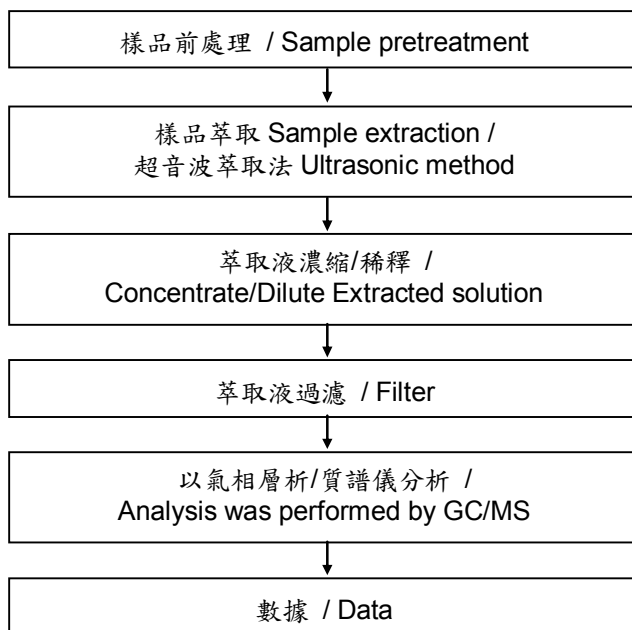 樣品前處理 / Sample pretreatment
樣品萃取 Sample extraction /
超音波萃取法 Ultrasonic method
萃取液濃縮/稀釋 /
Concentrate/Dilute Extracted solution
萃取液過濾 / Filter
以氣相層析/質譜儀分析 /
Analysis was performed by GC/MS
數據 / Data